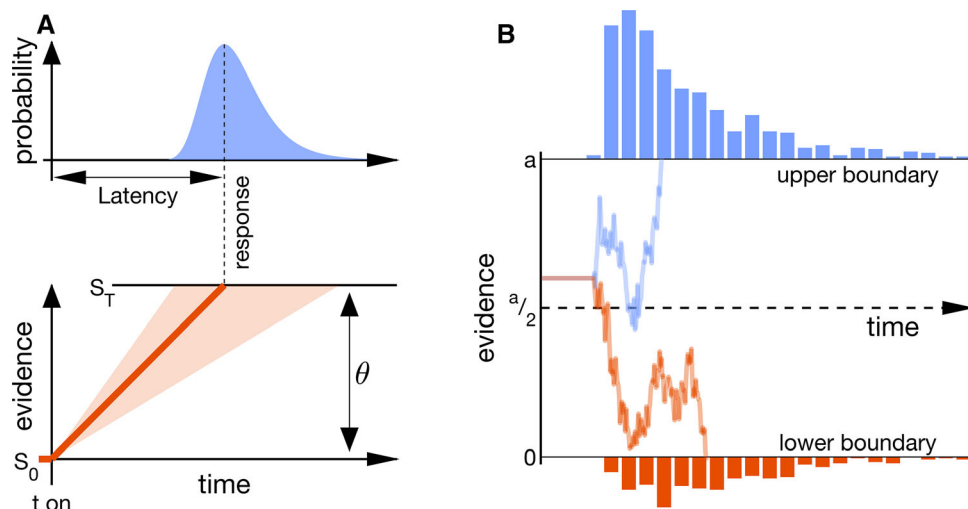 A
probability
Latency
response
S_T
evidence
θ
S_0
time
t on
B
a
upper boundary
evidence
a/2
time
lower boundary
0